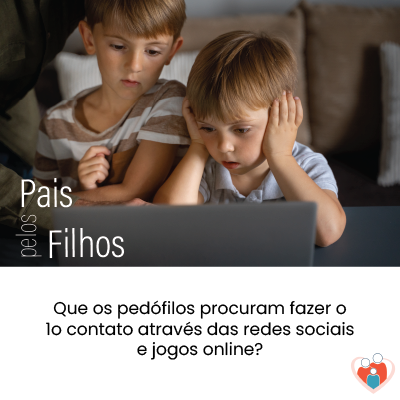 Pais
pelos
Filhos
Que os pedófilos procuram fazer o
1o contato através das redes sociais
e jogos online?